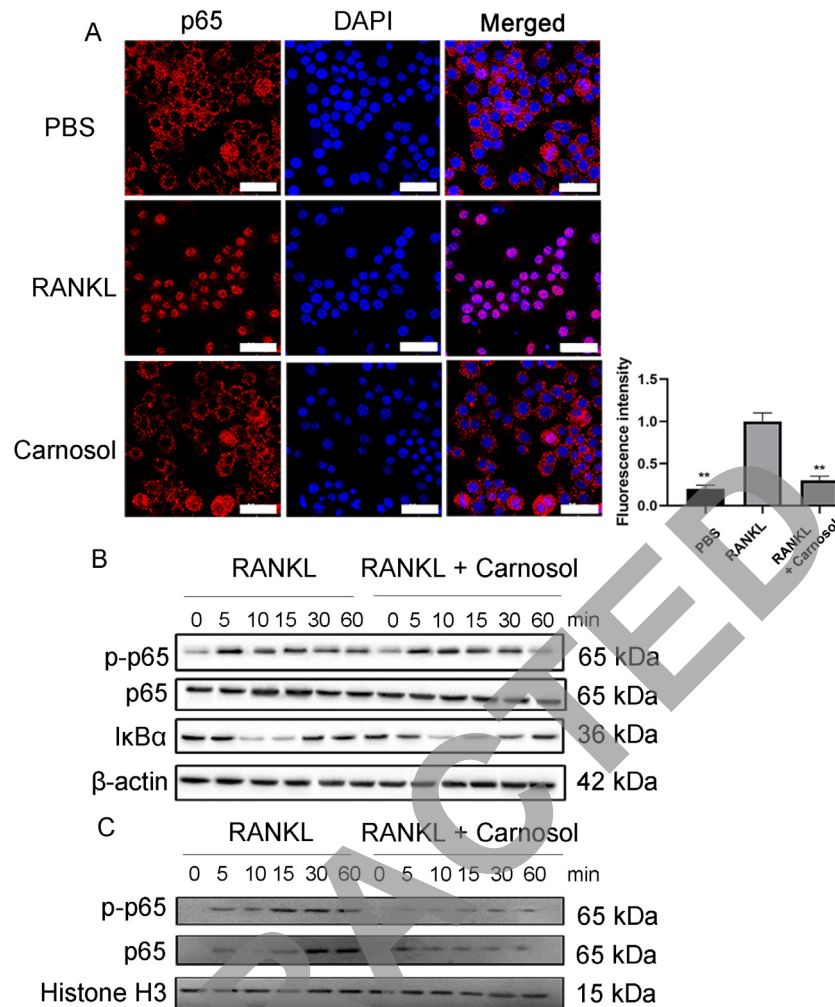 A
p65 DAPI Merged
PBS
RANKL
Carnosol
Fluorescence intensity
1.5
1.0
0.5
0.0
** **
PBS RANKL RANKL + Carnosol
B
RANKL RANKL + Carnosol
0 5 10 15 30 60 0 5 10 15 30 60 min
p-p65 65 kDa
p65 65 kDa
IκBα 36 kDa
β-actin 42 kDa
C
RANKL RANKL + Carnosol
0 5 10 15 30 60 0 5 10 15 30 60 min
p-p65 65 kDa
p65 65 kDa
Histone H3 15 kDa
RACTED